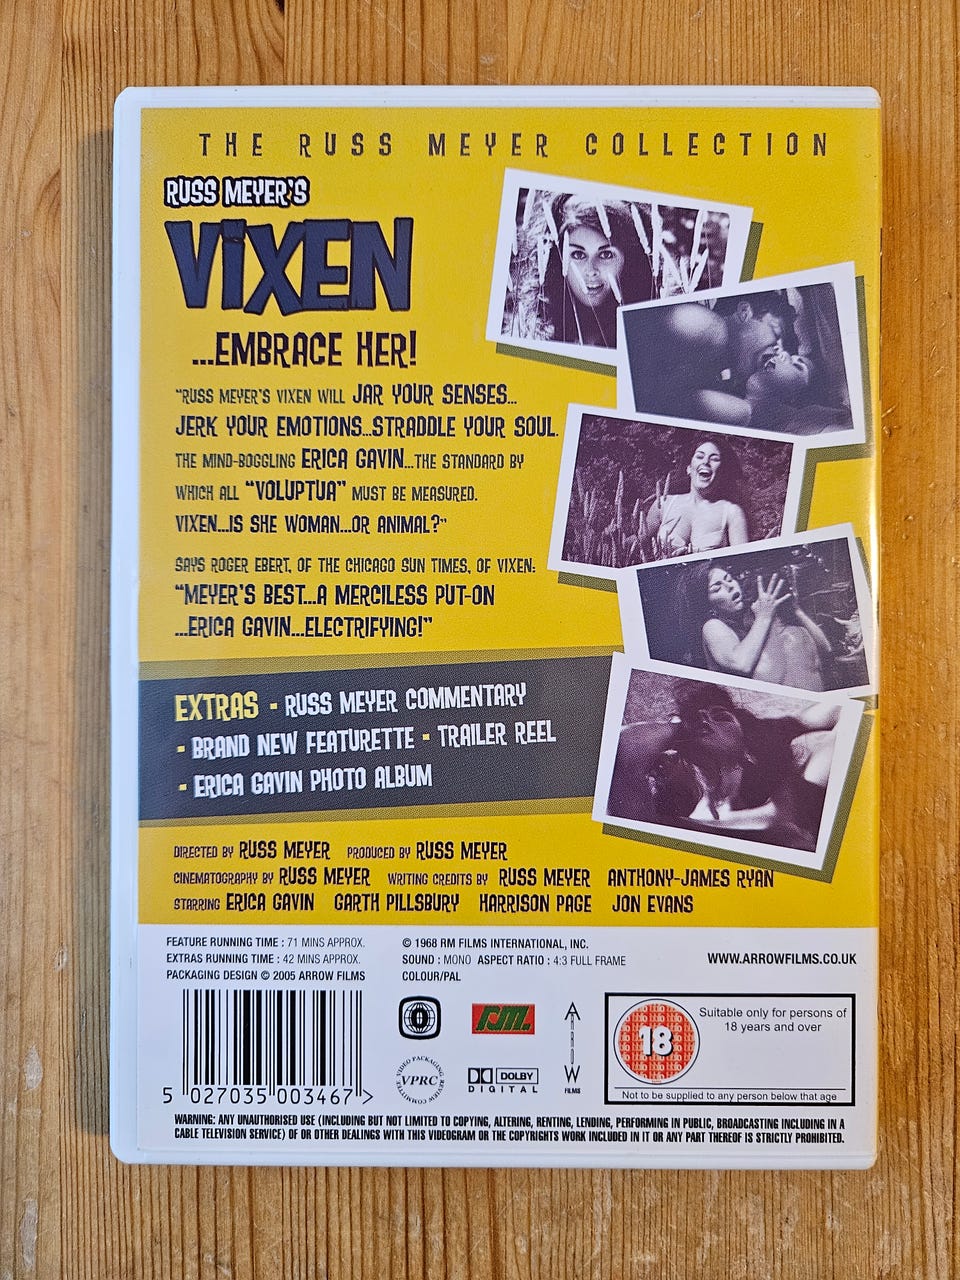 THE RUSS MEYER COLLECTION
RUSS MEYER'S
ViXEN
...EMBRACE HER!
"RUSS MEYER'S VIXEN WILL JAR YOUR SENSES...
JERK YOUR EMOTIONS...STRADDLE YOUR SOUL.
THE MIND-BOGGLING ERICA GAVIN...THE STANDARD BY
WHICH ALL "VOLUPTUA" MUST BE MEASURED.
VIXEN...IS SHE WOMAN...OR ANIMAL?"
SAYS ROGER EBERT, OF THE CHICAGO SUN TIMES, OF VIXEN:
"MEYER'S BEST...A MERCILESS PUT-ON
...ERICA GAVIN...ELECTRIFYING!"
EXTRAS • RUSS MEYER COMMENTARY
• BRAND NEW FEATURETTE • TRAILER REEL
• ERICA GAVIN PHOTO ALBUM
DIRECTED BY RUSS MEYER PRODUCED BY RUSS MEYER
CINEMATOGRAPHY BY RUSS MEYER WRITING CREDITS BY RUSS MEYER ANTHONY-JAMES RYAN
STARRING ERICA GAVIN GARTH PILLSBURY HARRISON PAGE JON EVANS
FEATURE RUNNING TIME : 71 MINS APPROX.
EXTRAS RUNNING TIME : 42 MINS APPROX.
PACKAGING DESIGN © 2005 ARROW FILMS
© 1968 RM FILMS INTERNATIONAL, INC.
SOUND : MONO ASPECT RATIO : 4:3 FULL FRAME
COLOUR/PAL
WWW.ARROWFILMS.CO.UK
5 027035 003467 >
0
VIDEO PACKAGING REVIEW COMMITTEE
VPRC
rm.
DOLBY
DIGITAL
ARROW
FILMS
18
Suitable only for persons of
18 years and over
Not to be supplied to any person below that age
WARNING: ANY UNAUTHORISED USE (INCLUDING BUT NOT LIMITED TO COPYING, ALTERING, RENTING, LENDING, PERFORMING IN PUBLIC, BROADCASTING INCLUDING IN A
CABLE TELEVISION SERVICE) OF OR OTHER DEALINGS WITH THIS VIDEOGRAM OR THE COPYRIGHTS WORK INCLUDED IN IT OR ANY PART THEREOF IS STRICTLY PROHIBITED.